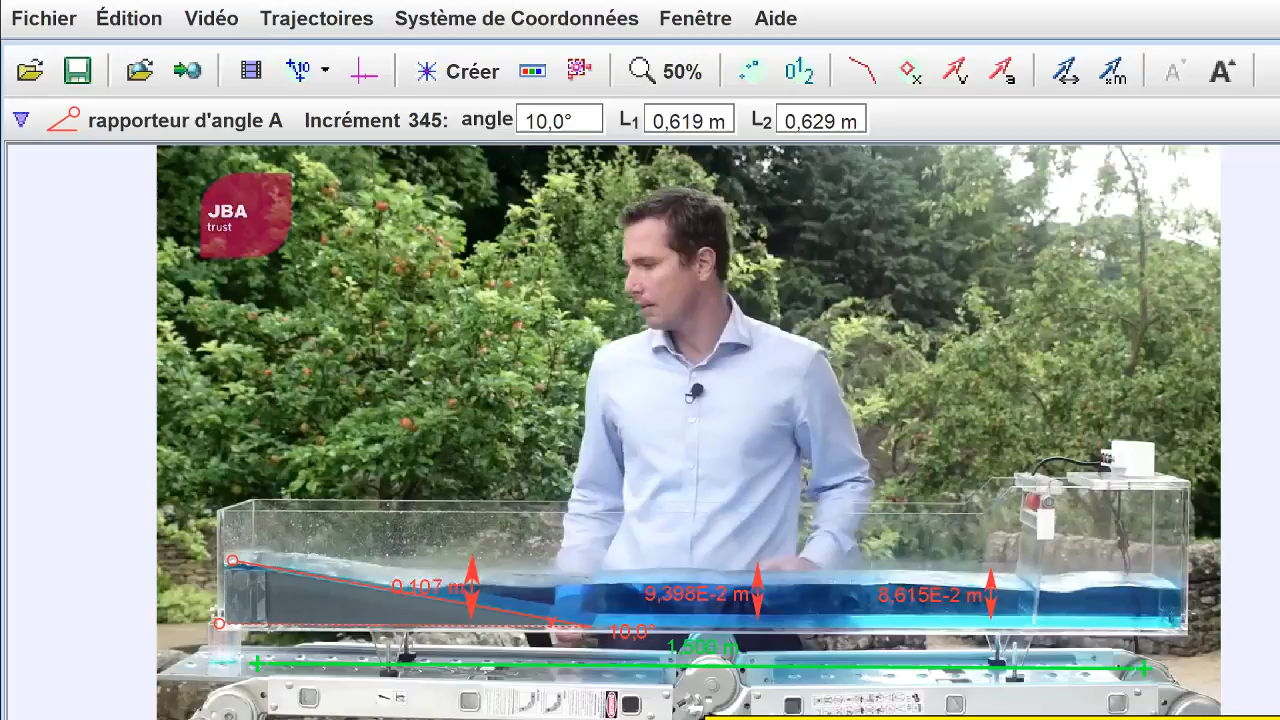 Fichier Édition Vidéo Trajectoires Système de Coordonnées Fenêtre Aide
10 Créer 50% 012 x v a m A A
rapporteur d'angle A Incrément 345: angle 10,0° L1 0,619 m L2 0,629 m
JBA
trust
0,107 m 9,398E-2 m 8,615E-2 m
10,0°
1,500 m